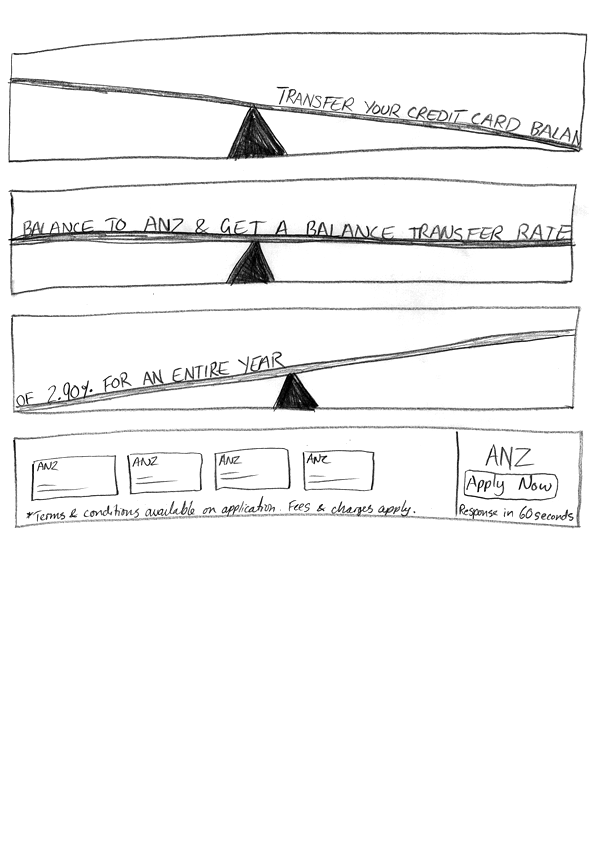 TRANSFER YOUR CREDIT CARD BALAN
BALANCE TO ANZ & GET A BALANCE TRANSFER RATE
OF 2.90% FOR AN ENTIRE YEAR
ANZ
ANZ
ANZ
ANZ
*Terms & conditions available on application. Fees & charges apply.
ANZ
Apply Now
Response in 60 seconds